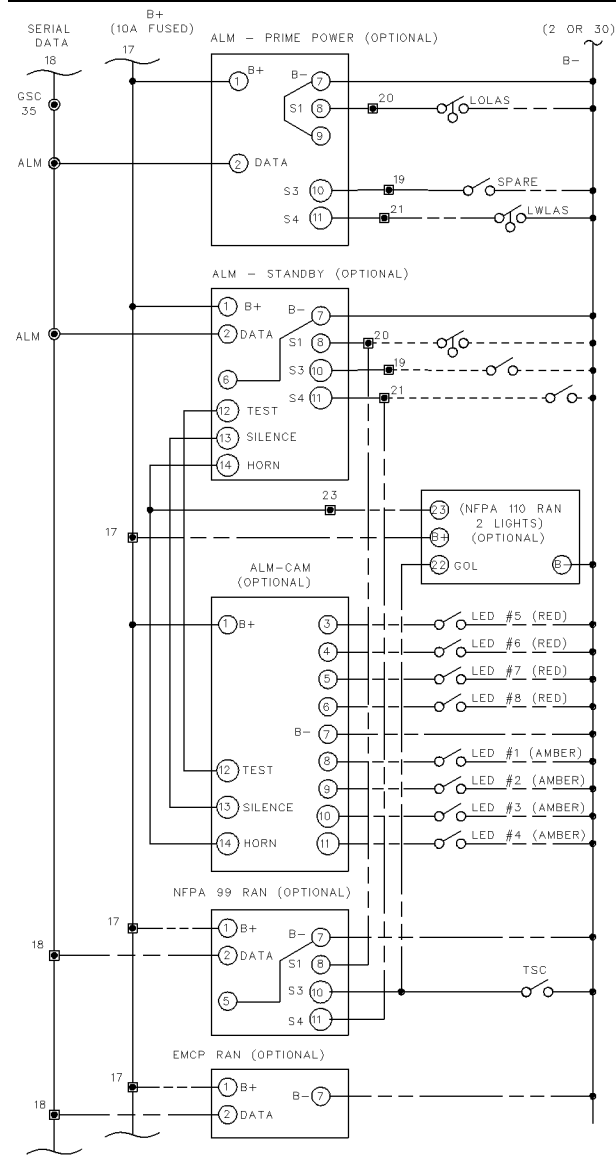 SERIAL DATA
18
B+
(10A FUSED)
17
(2 OR 30)
B-
ALM - PRIME POWER (OPTIONAL)
GSC
35
1 B+
B- 7
S1 8
20
LOLAS
9
ALM
2 DATA
S3 10
19
SPARE
S4 11
21
LWLAS
ALM - STANDBY (OPTIONAL)
1 B+
B- 7
ALM
2 DATA
S1 8
20
S3 10
19
6
S4 11
21
12 TEST
13 SILENCE
14 HORN
23
23
(NFPA 110 RAN
2 LIGHTS)
(OPTIONAL)
17
B+
22 GOL
B-
ALM-CAM
(OPTIONAL)
1 B+
3
LED #5 (RED)
4
LED #6 (RED)
5
LED #7 (RED)
6
LED #8 (RED)
B- 7
8
LED #1 (AMBER)
12 TEST
9
LED #2 (AMBER)
13 SILENCE
10
LED #3 (AMBER)
14 HORN
11
LED #4 (AMBER)
NFPA 99 RAN (OPTIONAL)
17
1 B+
B- 7
18
2 DATA
S1 8
5
S3 10
TSC
S4 11
EMCP RAN (OPTIONAL)
17
1 B+
B- 7
18
2 DATA